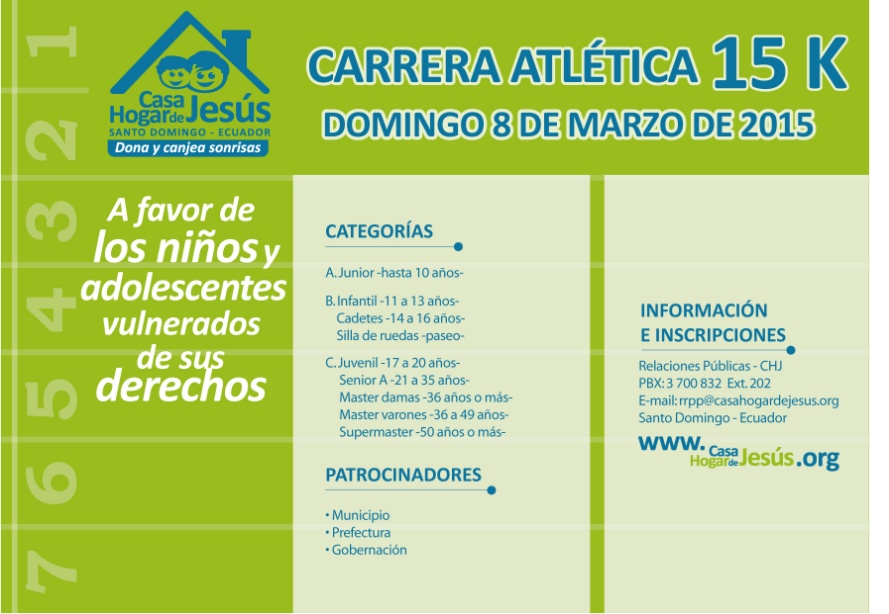 1
2
3
4
5
6
7
Casa
Hogar de Jesús
SANTO DOMINGO - ECUADOR
Dona y canjea sonrisas
CARRERA ATLÉTICA 15 K
DOMINGO 8 DE MARZO DE 2015
A favor de
los niños y
adolescentes
vulnerados
de sus
derechos
CATEGORÍAS
A. Junior -hasta 10 años-
B. Infantil -11 a 13 años-
Cadetes -14 a 16 años-
Silla de ruedas -paseo-
C. Juvenil -17 a 20 años-
Senior A -21 a 35 años-
Master damas -36 años o más-
Master varones -36 a 49 años-
Supermaster -50 años o más-
PATROCINADORES
• Municipio
• Prefectura
• Gobernación
INFORMACIÓN
E INSCRIPCIONES
Relaciones Públicas - CHJ
PBX: 3 700 832 Ext. 202
E-mail: rrpp@casahogardejesus.org
Santo Domingo - Ecuador
www.Casa Hogar de Jesús.org